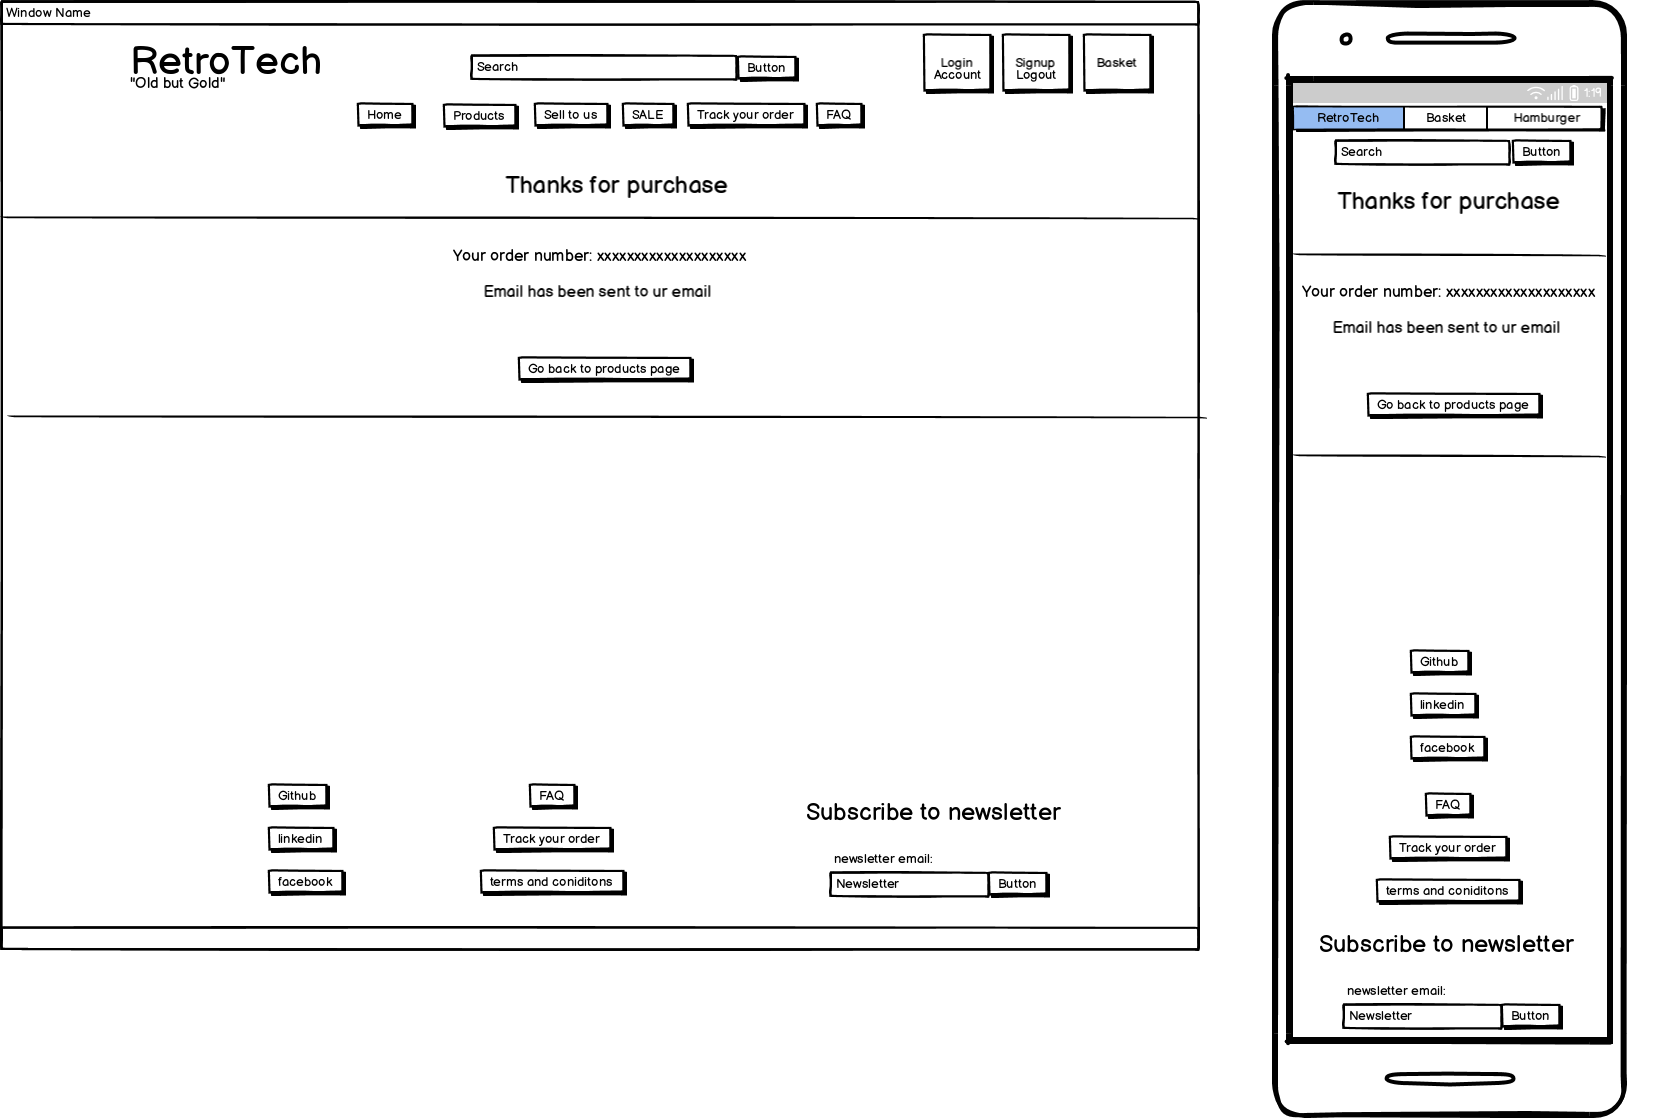 Window Name
RetroTech
"Old but Gold"
Search
Button
Login
Account
Signup
Logout
Basket
Home
Products
Sell to us
SALE
Track your order
FAQ
Thanks for purchase
Your order number: xxxxxxxxxxxxxxxxxxxx
Email has been sent to ur email
Go back to products page
Github
linkedin
facebook
FAQ
Track your order
terms and coniditons
Subscribe to newsletter
newsletter email:
Newsletter
Button
1:19
RetroTech
Basket
Hamburger
Search
Button
Thanks for purchase
Your order number: xxxxxxxxxxxxxxxxxxxx
Email has been sent to ur email
Go back to products page
Github
linkedin
facebook
FAQ
Track your order
terms and coniditons
Subscribe to newsletter
newsletter email:
Newsletter
Button